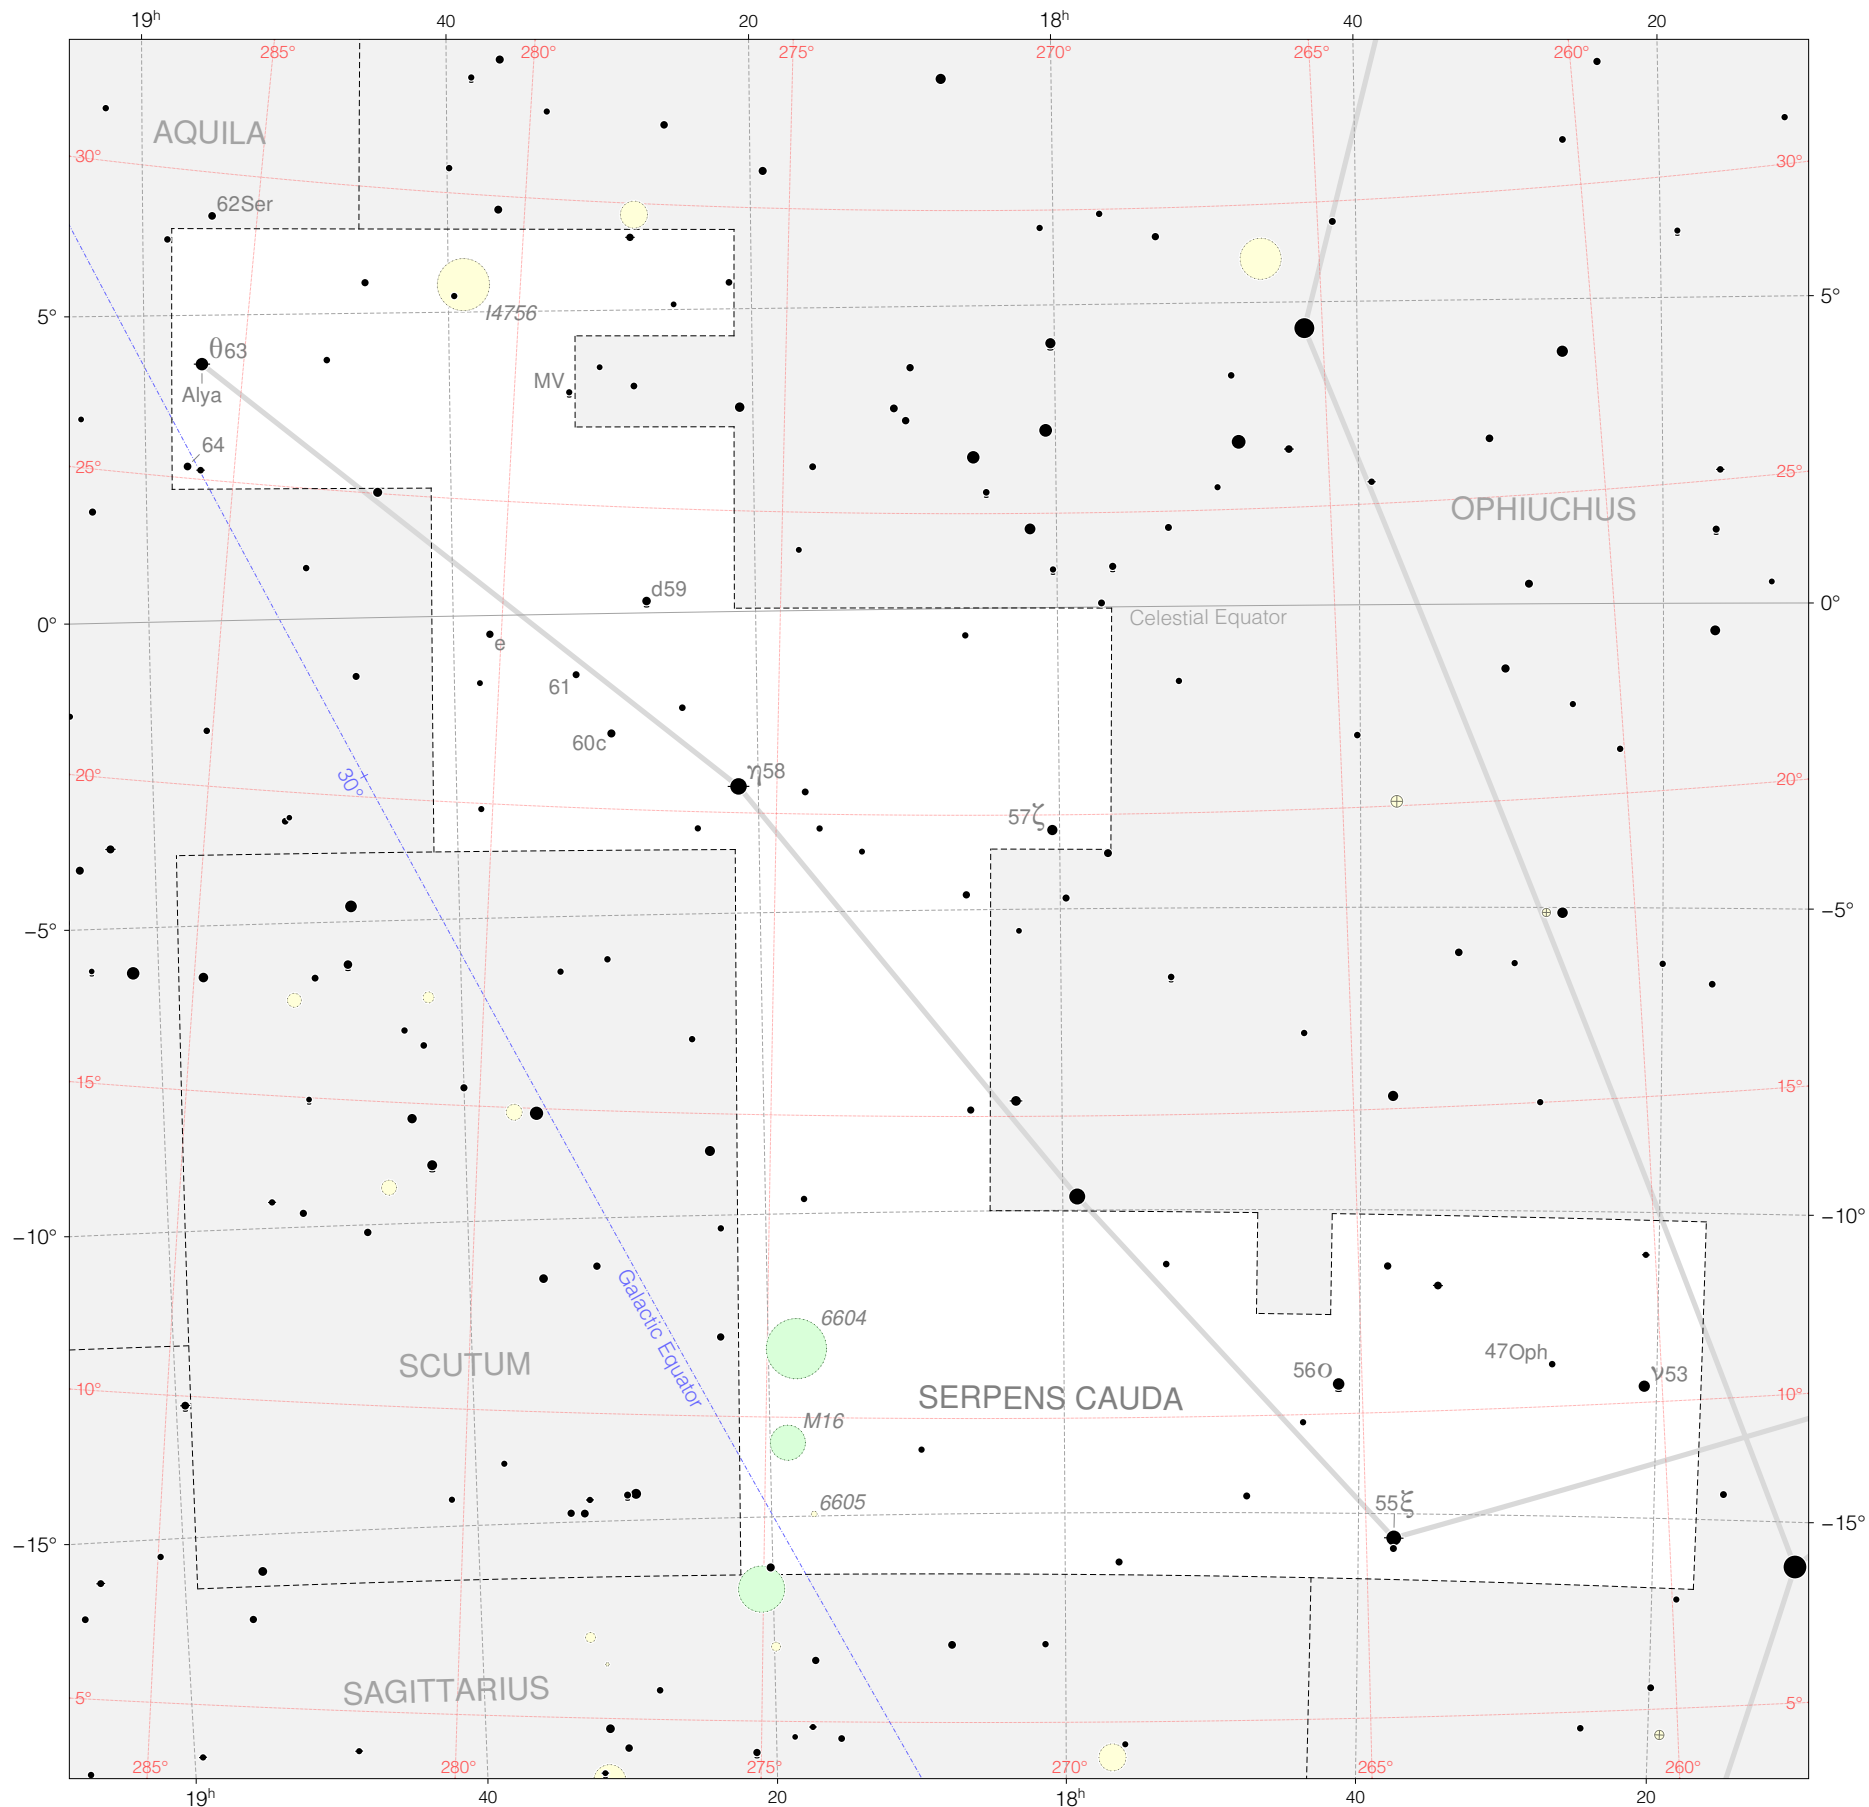 19h 40 20 18h 40 20
285° 280° 275° 270° 265° 260°
AQUILA
30° 30°
62Ser
I4756
5° 5°
θ63
Alya
MV
64
25° 25°
OPHIUCHUS
d59
0° 0°
Celestial Equator
e
61
60c
η58
30°
20° 20°
57ζ
−5° −5°
15° 15°
−10° −10°
Galactic Equator
6604
SCUTUM
47Oph
56ο
ν53
10° 10°
SERPENS CAUDA
M16
6605
55ξ
−15° −15°
SAGITTARIUS
5° 5°
285° 280° 275° 270° 265° 260°
19h 40 20 18h 40 20